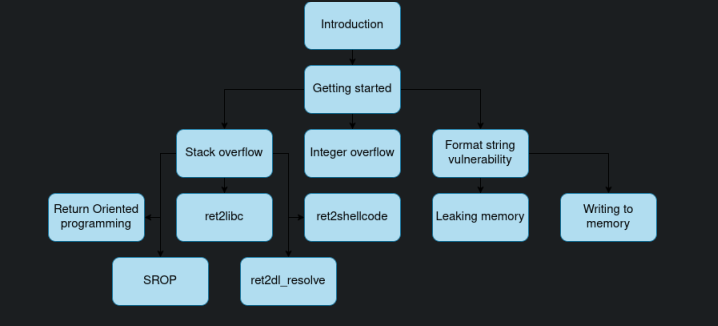 Introduction
Getting started
Stack overflow
Integer overflow
Format string
vulnerability
Return Oriented
programming
ret2libc
ret2shellcode
Leaking memory
Writing to
memory
SROP
ret2dl_resolve